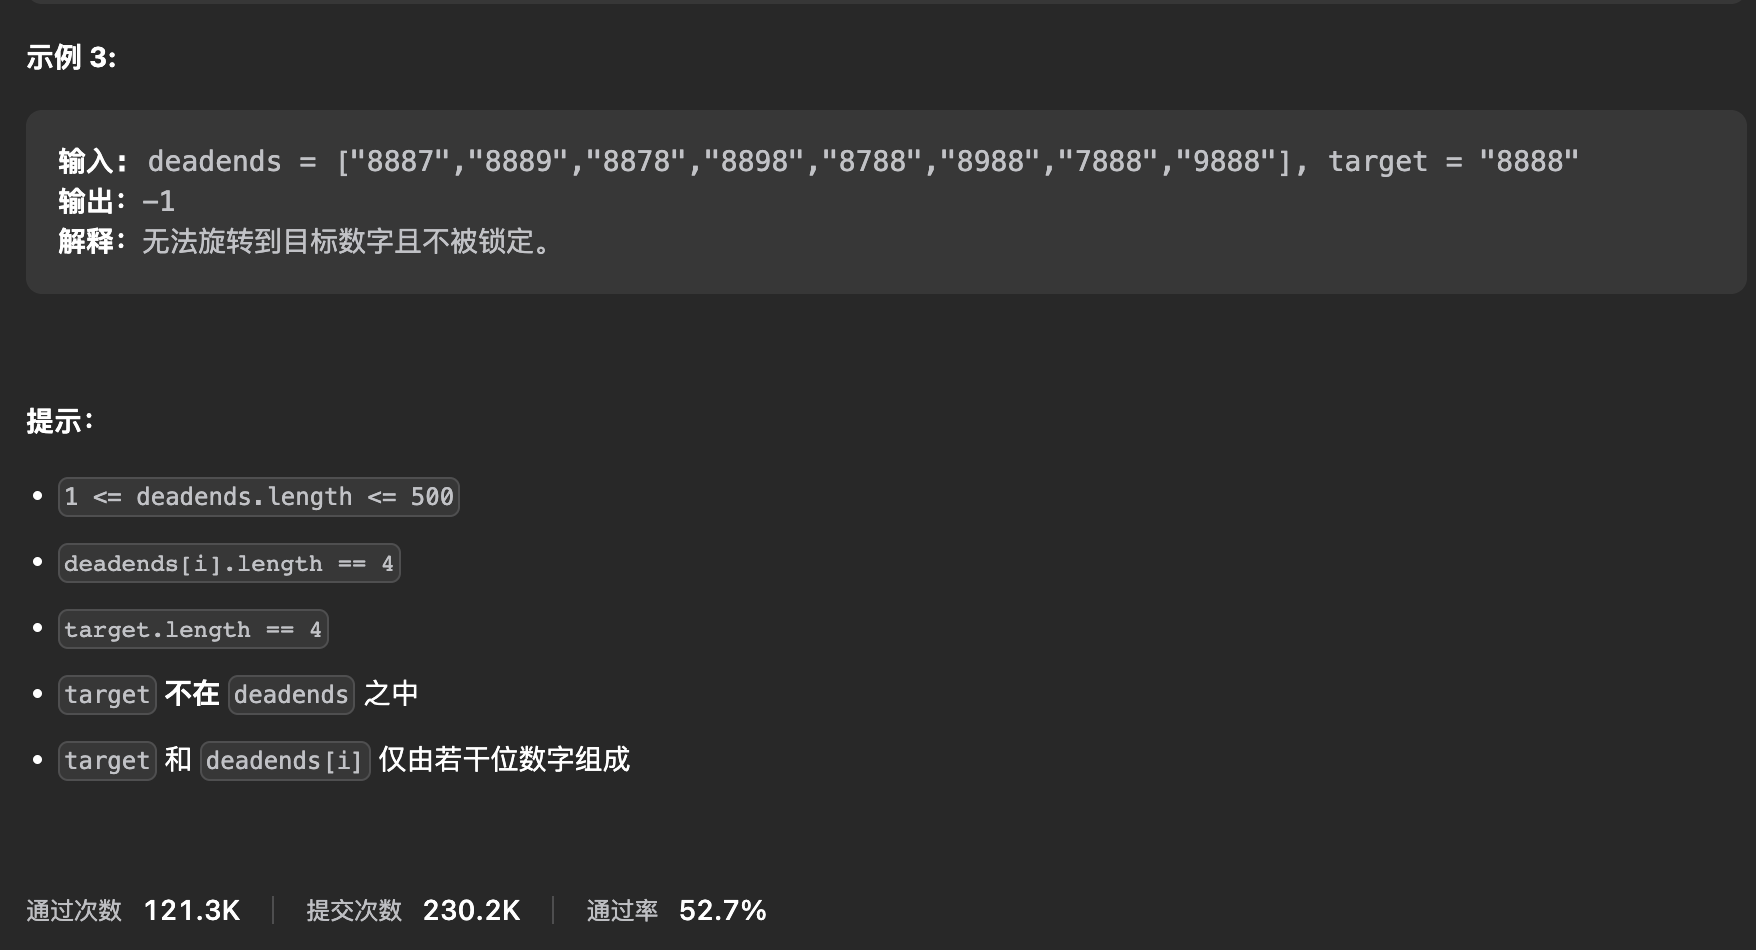 示例 3:
输入: deadends = ["8887","8889","8878","8898","8788","8988","7888","9888"], target = "8888"
输出: -1
解释: 无法旋转到目标数字且不被锁定。
提示:
• 1 <= deadends.length <= 500
• deadends[i].length == 4
• target.length == 4
• target 不在 deadends 之中
• target 和 deadends[i] 仅由若干位数字组成
通过次数 121.3K | 提交次数 230.2K | 通过率 52.7%